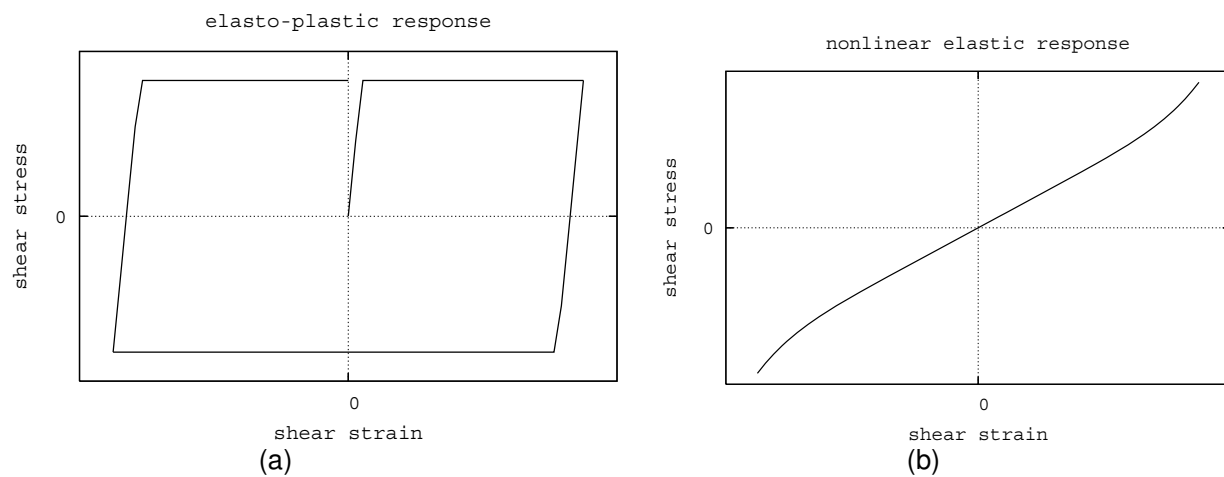 elasto-plastic response
shear stress
0
0
shear strain
(a)
nonlinear elastic response
shear stress
0
0
shear strain
(b)